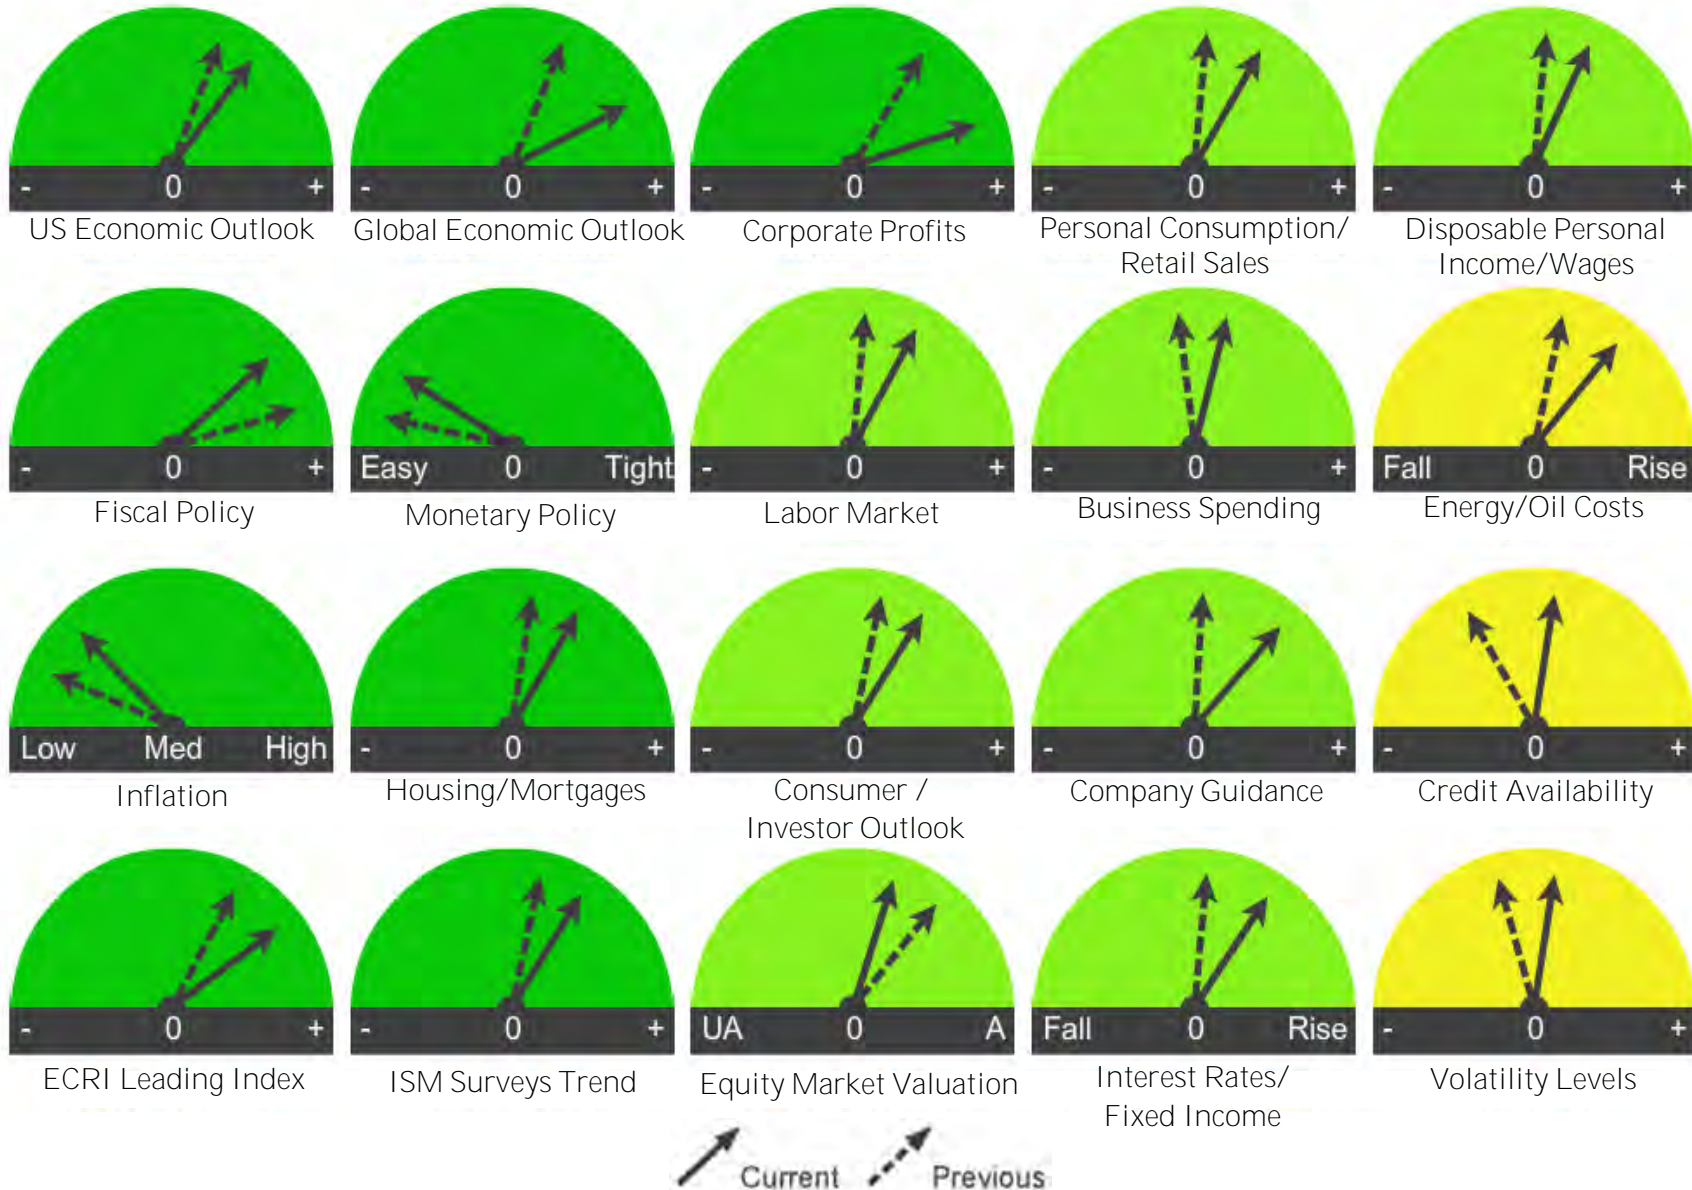 - 0 +
US Economic Outlook
- 0 +
Global Economic Outlook
- 0 +
Corporate Profits
- 0 +
Personal Consumption/
Retail Sales
- 0 +
Disposable Personal
Income/Wages
- 0 +
Fiscal Policy
Easy 0 Tight
Monetary Policy
- 0 +
Labor Market
- 0 +
Business Spending
Fall 0 Rise
Energy/Oil Costs
Low Med High
Inflation
- 0 +
Housing/Mortgages
- 0 +
Consumer /
Investor Outlook
- 0 +
Company Guidance
- 0 +
Credit Availability
- 0 +
ECRI Leading Index
- 0 +
ISM Surveys Trend
UA 0 A
Equity Market Valuation
Fall 0 Rise
Interest Rates/
Fixed Income
- 0 +
Volatility Levels
Current Previous